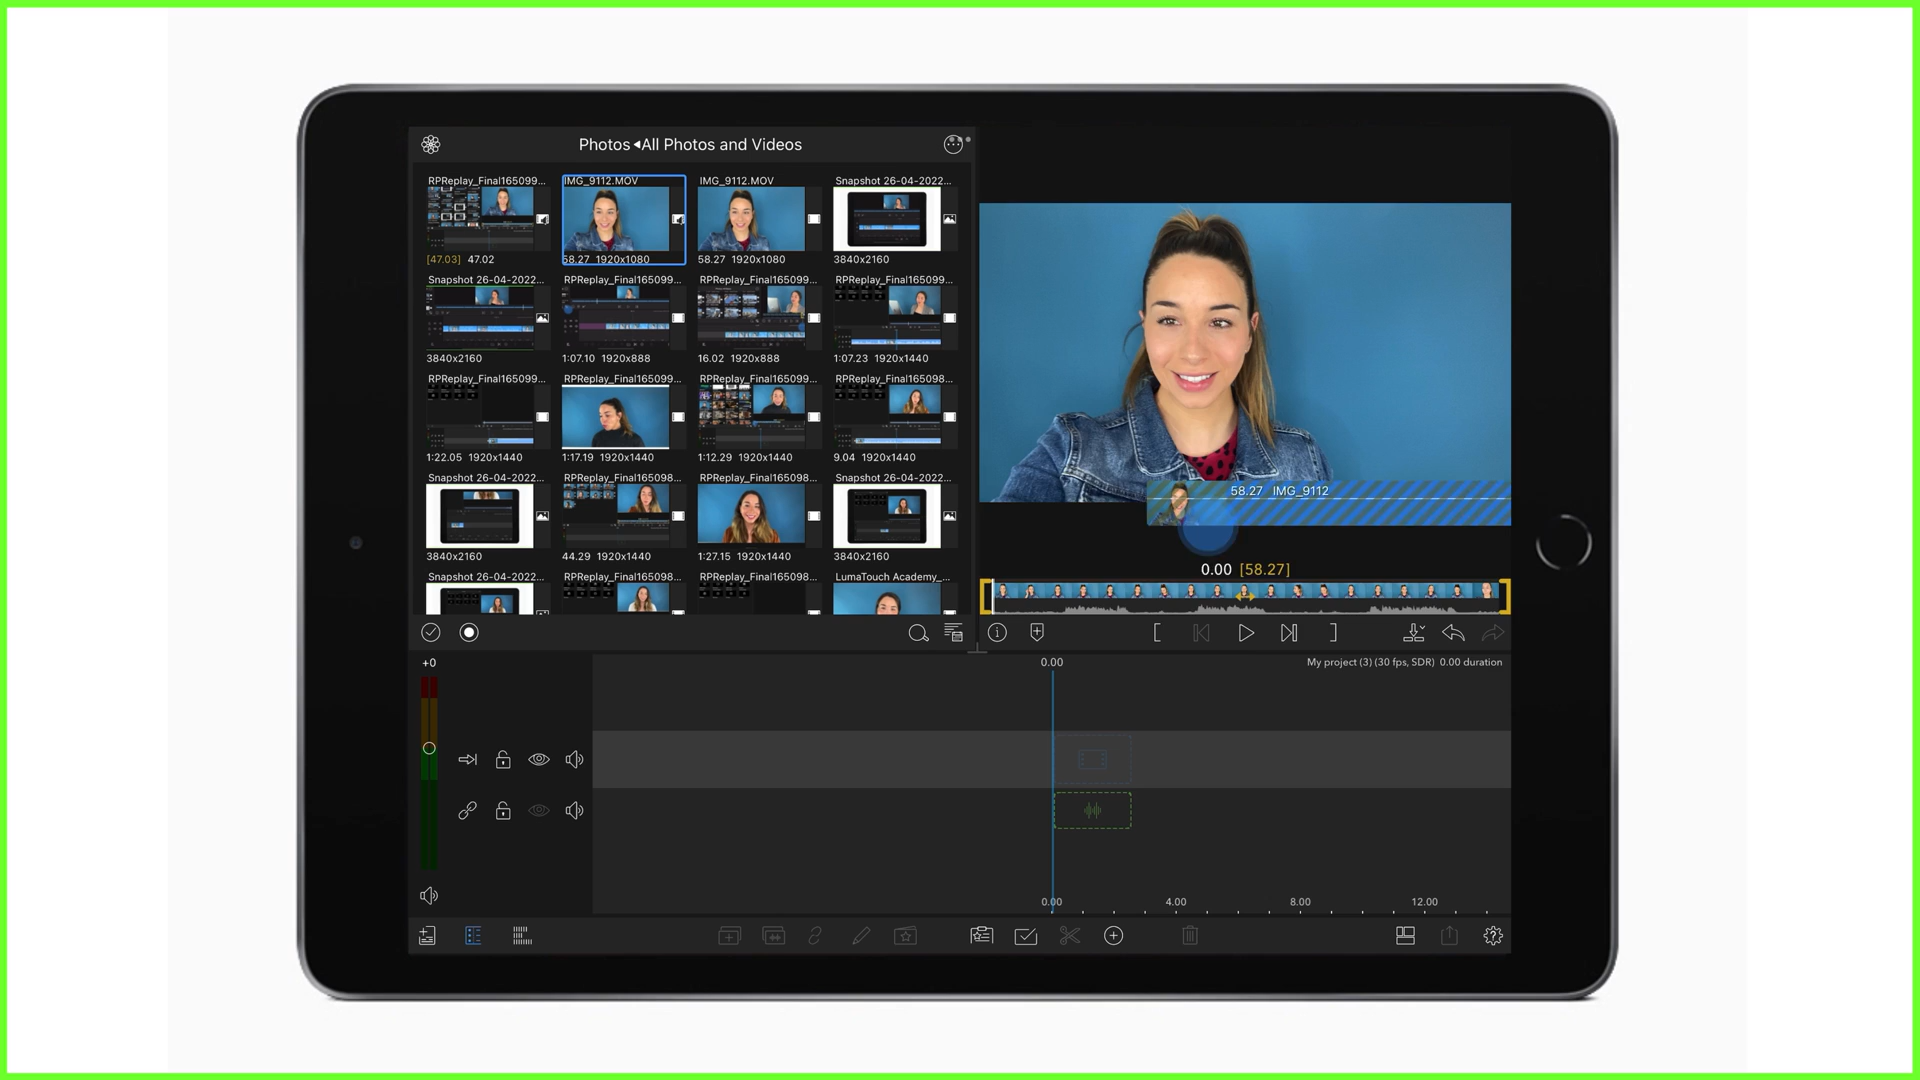 Photos◂All Photos and Videos
RPReplay_Final165099... IMG_9112.MOV IMG_9112.MOV Snapshot 26-04-2022...
[47.03] 47.02 58.27 1920x1080 58.27 1920x1080 3840x2160
Snapshot 26-04-2022... RPReplay_Final165099... RPReplay_Final165099... RPReplay_Final165099...
3840x2160 1:07.10 1920x888 16.02 1920x888 1:07.23 1920x1440
RPReplay_Final165099... RPReplay_Final165099... RPReplay_Final165099... RPReplay_Final165098...
1:22.05 1920x1440 1:17.19 1920x1440 1:12.29 1920x1440 9.04 1920x1440
Snapshot 26-04-2022... RPReplay_Final165098... RPReplay_Final165098... Snapshot 26-04-2022...
3840x2160 44.29 1920x1440 1:27.15 1920x1440 3840x2160
Snapshot 26-04-2022... RPReplay_Final165098... RPReplay_Final165098... LumaTouch Academy_...
58.27 IMG_9112
0.00 [58.27]
+0
0.00
My project (3) (30 fps, SDR) 0.00 duration
0.00 4.00 8.00 12.00